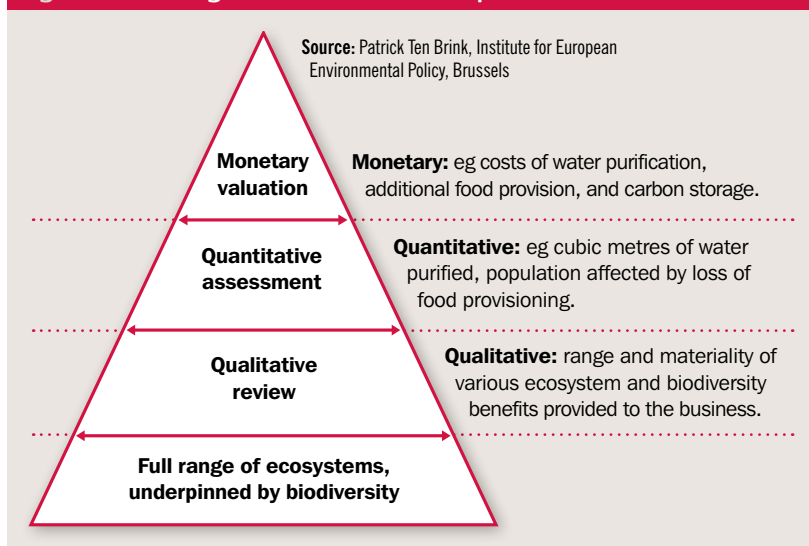 Source: Patrick Ten Brink, Institute for European
Environmental Policy, Brussels
Monetary
valuation
Monetary: eg costs of water purification,
additional food provision, and carbon storage.
Quantitative
assessment
Quantitative: eg cubic metres of water
purified, population affected by loss of
food provisioning.
Qualitative
review
Qualitative: range and materiality of
various ecosystem and biodiversity
benefits provided to the business.
Full range of ecosystems,
underpinned by biodiversity